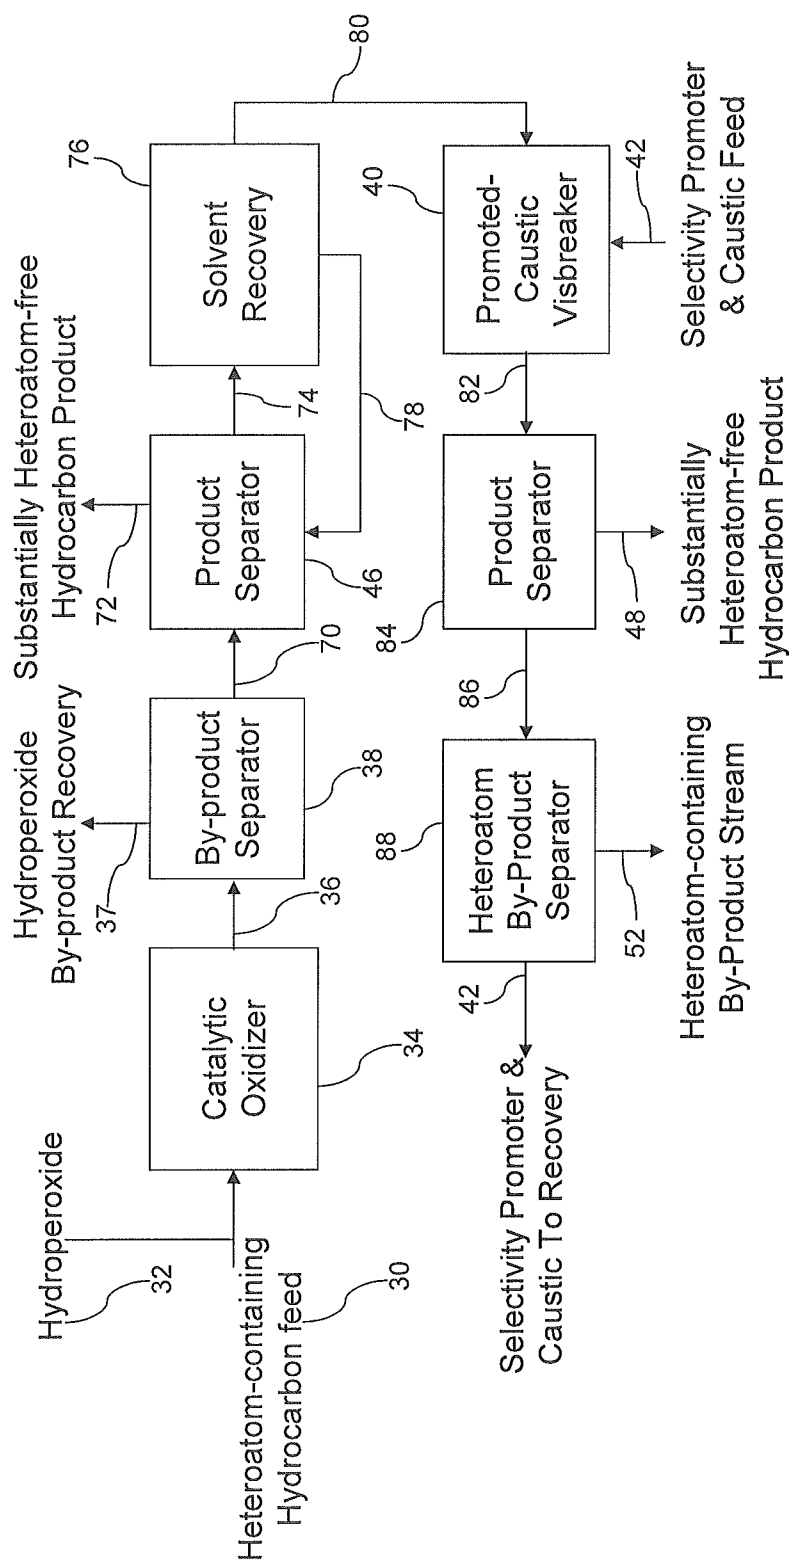 Hydroperoxide
32
Heteroatom-containing
Hydrocarbon feed
30
Catalytic
Oxidizer
34
36
Hydroperoxide
By-product Recovery
37
By-product
Separator
38
70
Substantially Heteroatom-free
Hydrocarbon Product
72
Product
Separator
46
74
78
76
Solvent
Recovery
80
40
Promoted-
Caustic
Visbreaker
42
Selectivity Promoter
& Caustic Feed
82
84
Product
Separator
48
Substantially
Heteroatom-free
Hydrocarbon Product
86
88
Heteroatom
By-Product
Separator
52
Heteroatom-containing
By-Product Stream
42
Selectivity Promoter &
Caustic To Recovery